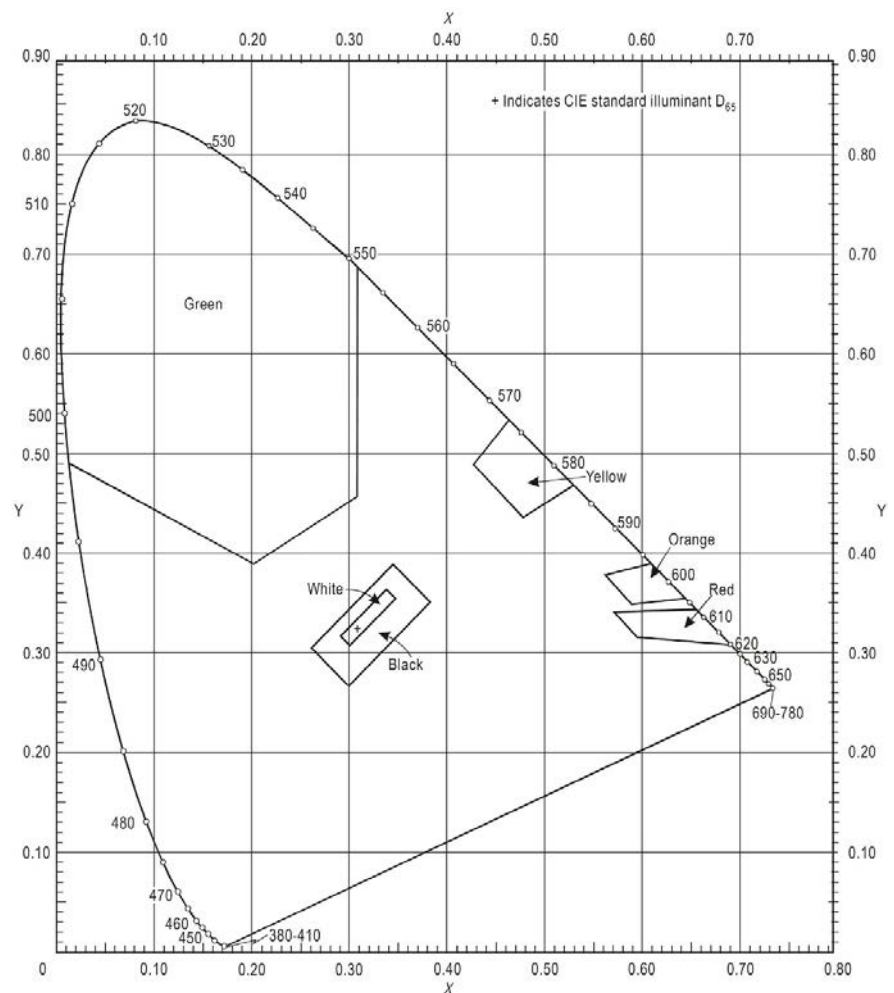 X
0.10 0.20 0.30 0.40 0.50 0.60 0.70
0.90 0.90
+ Indicates CIE standard illuminant D65
520
530
0.80 0.80
510
540
0.70 550 0.70
Green
560
0.60 0.60
570
500
0.50 0.50
580
Yellow
Y Y
590
0.40 0.40
Orange
600
White Red
610
620
0.30 0.30
Black 630
490 650
690-780
0.20 0.20
480
0.10 0.10
470
460
450 380-410
0 0.10 0.20 0.30 0.40 0.50 0.60 0.70 0.80
X